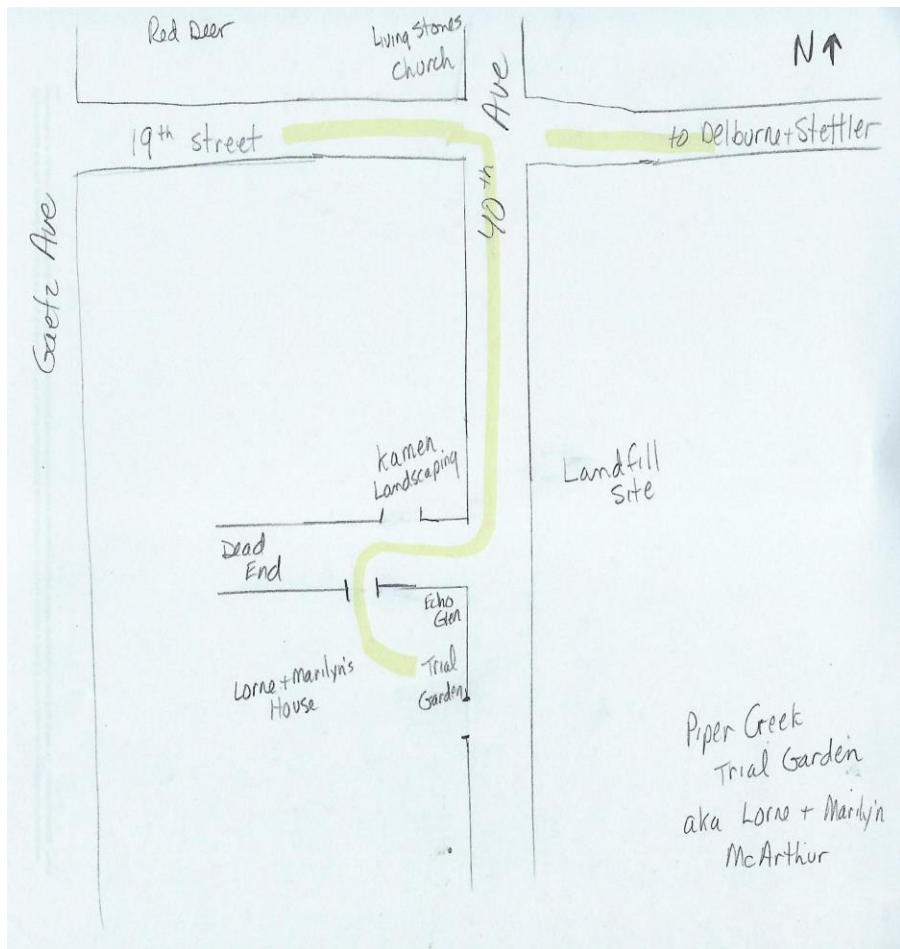 Red Deer
Living Stones
Church
N
19th Street
40th Ave
to Delburne + Stettler
Gaetz Ave
Kamen
Landscaping
Landfill
Site
Dead
End
Echo
Glen
Trial
Garden
Lorne + Marilyn's
House
Piper Creek
Trial Garden
aka Lorne + Marilyn
McArthur